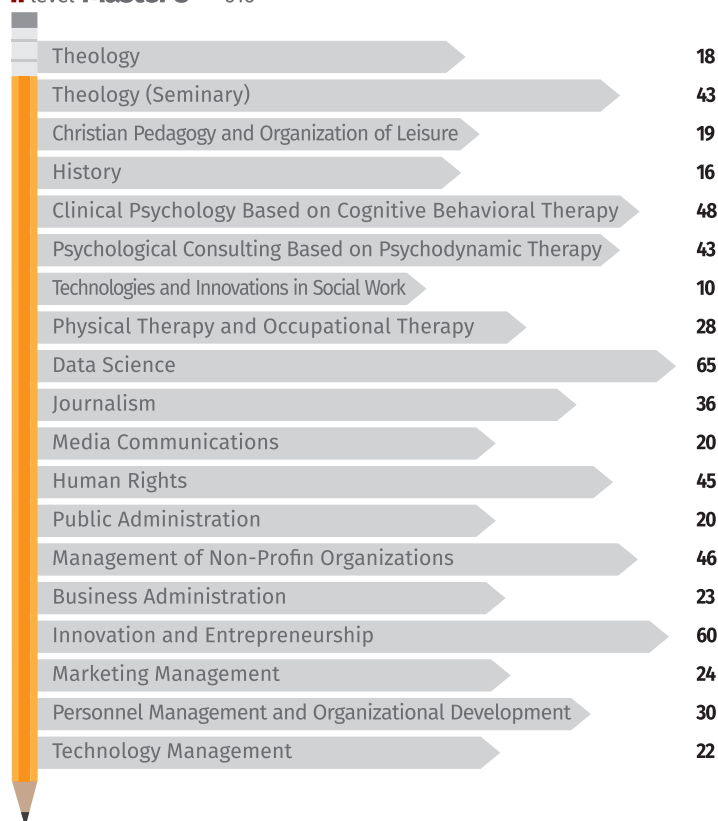 Theology 18
Theology (Seminary) 43
Christian Pedagogy and Organization of Leisure 19
History 16
Clinical Psychology Based on Cognitive Behavioral Therapy 48
Psychological Consulting Based on Psychodynamic Therapy 43
Technologies and Innovations in Social Work 10
Physical Therapy and Occupational Therapy 28
Data Science 65
Journalism 36
Media Communications 20
Human Rights 45
Public Administration 20
Management of Non-Profin Organizations 46
Business Administration 23
Innovation and Entrepreneurship 60
Marketing Management 24
Personnel Management and Organizational Development 30
Technology Management 22